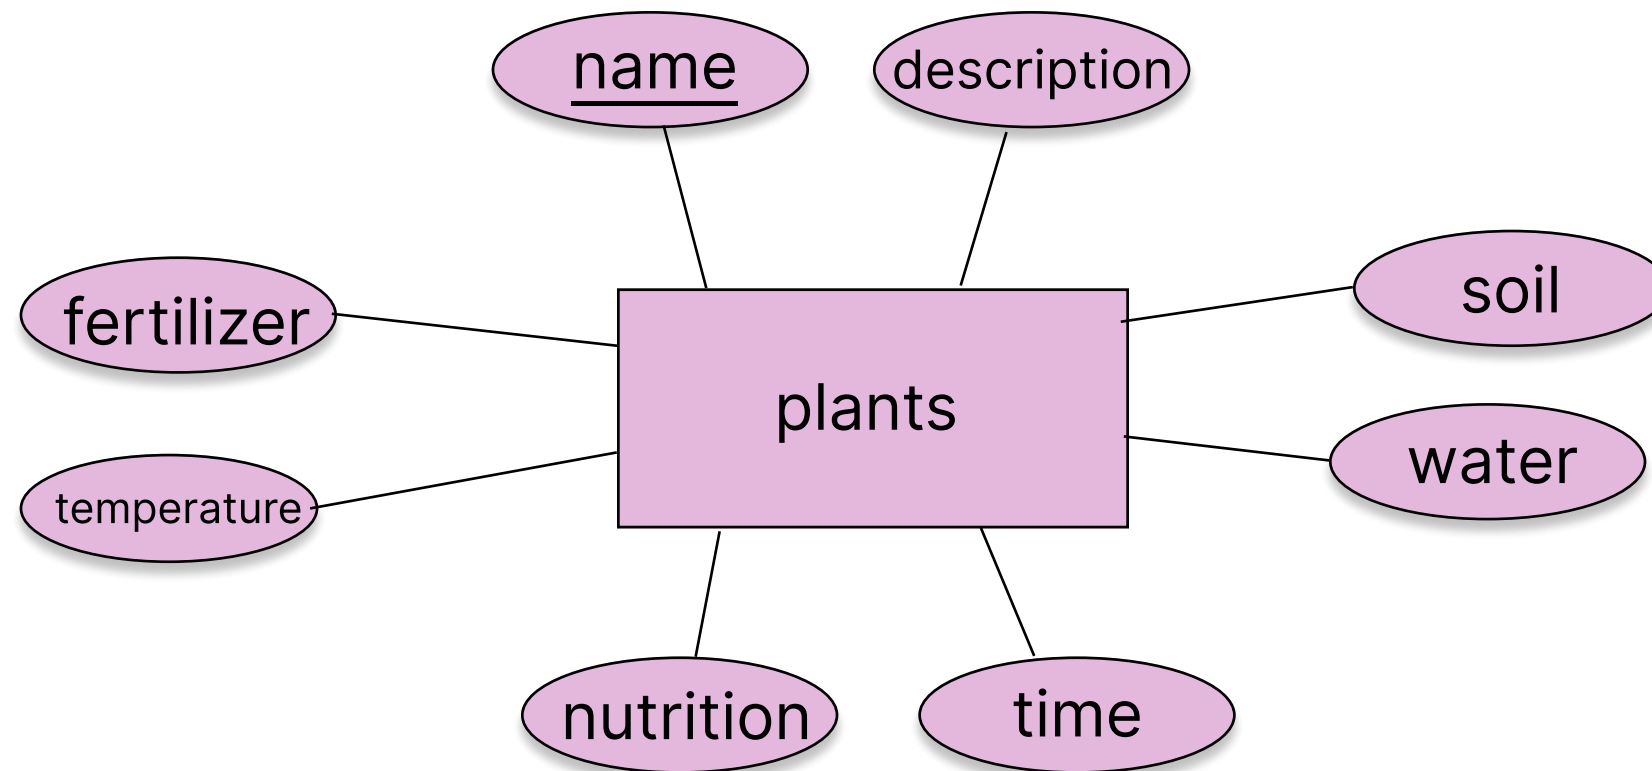 name
description
soil
fertilizer
plants
water
temperature
nutrition
time